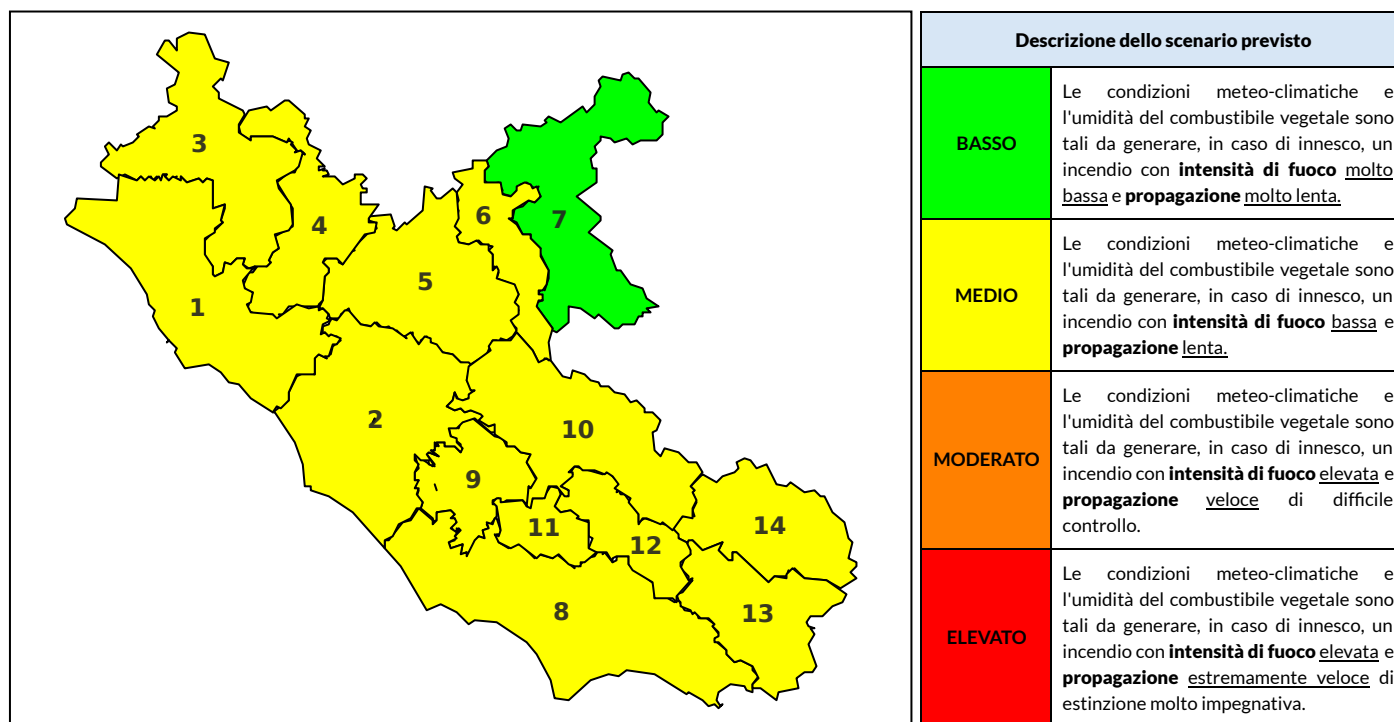 3
4
6
7
5
1
2
10
9
11
12
14
8
13
Descrizione dello scenario previsto
BASSO
Le condizioni meteo-climatiche e
l'umidità del combustibile vegetale sono
tali da generare, in caso di innesco, un
incendio con intensità di fuoco molto
bassa e propagazione molto lenta.
MEDIO
Le condizioni meteo-climatiche e
l'umidità del combustibile vegetale sono
tali da generare, in caso di innesco, un
incendio con intensità di fuoco bassa e
propagazione lenta.
MODERATO
Le condizioni meteo-climatiche e
l'umidità del combustibile vegetale sono
tali da generare, in caso di innesco, un
incendio con intensità di fuoco elevata e
propagazione veloce di difficile
controllo.
ELEVATO
Le condizioni meteo-climatiche e
l'umidità del combustibile vegetale sono
tali da generare, in caso di innesco, un
incendio con intensità di fuoco elevata e
propagazione estremamente veloce di
estinzione molto impegnativa.